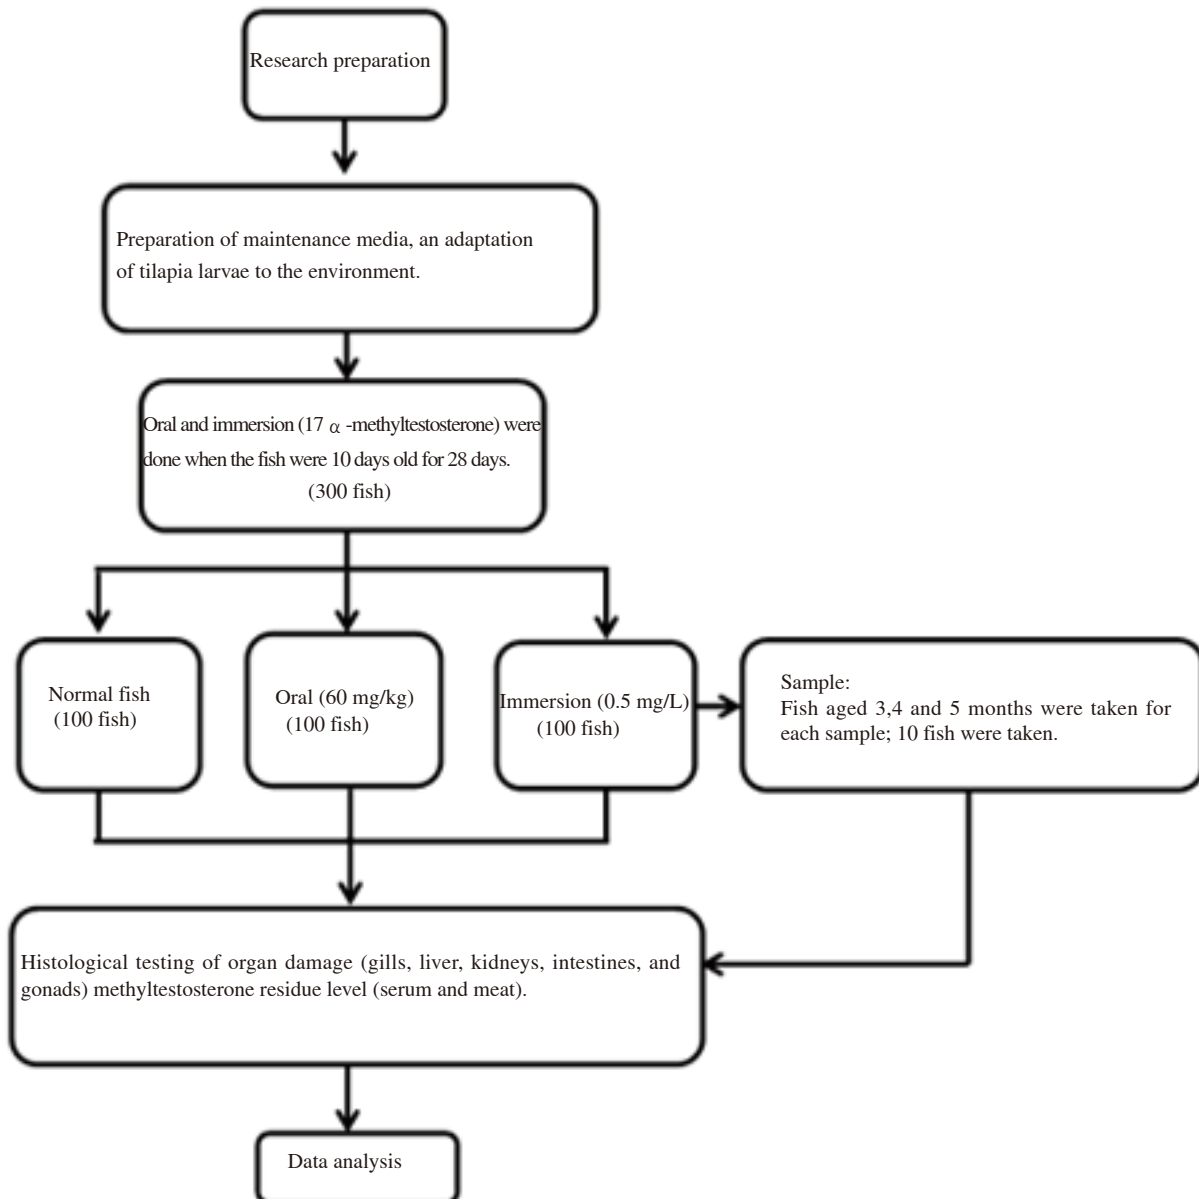 Research preparation
Preparation of maintenance media, an adaptation
of tilapia larvae to the environment.
Oral and immersion (17 α -methyltestosterone) were
done when the fish were 10 days old for 28 days.
(300 fish)
Normal fish
(100 fish)
Oral (60 mg/kg)
(100 fish)
Immersion (0.5 mg/L)
(100 fish)
Sample:
Fish aged 3,4 and 5 months were taken for
each sample; 10 fish were taken.
Histological testing of organ damage (gills, liver, kidneys, intestines, and
gonads) methyltestosterone residue level (serum and meat).
Data analysis